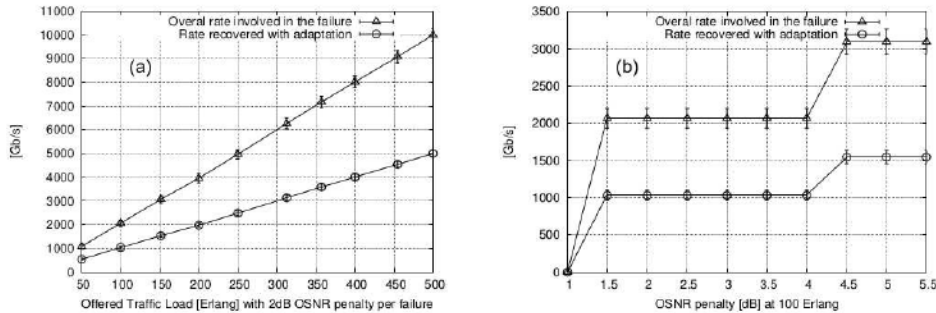 Overal rate involved in the failure
Rate recovered with adaptation
(a)
[Gb/s]
10000
9000
8000
7000
6000
5000
4000
3000
2000
1000
0
50 100 150 200 250 300 350 400 450 500
Offered Traffic Load [Erlang] with 2dB OSNR penalty per failure
Overal rate involved in the failure
Rate recovered with adaptation
(b)
[Gb/s]
3500
3000
2500
2000
1500
1000
500
0
1 1.5 2 2.5 3 3.5 4 4.5 5 5.5
OSNR penalty [dB] at 100 Erlang